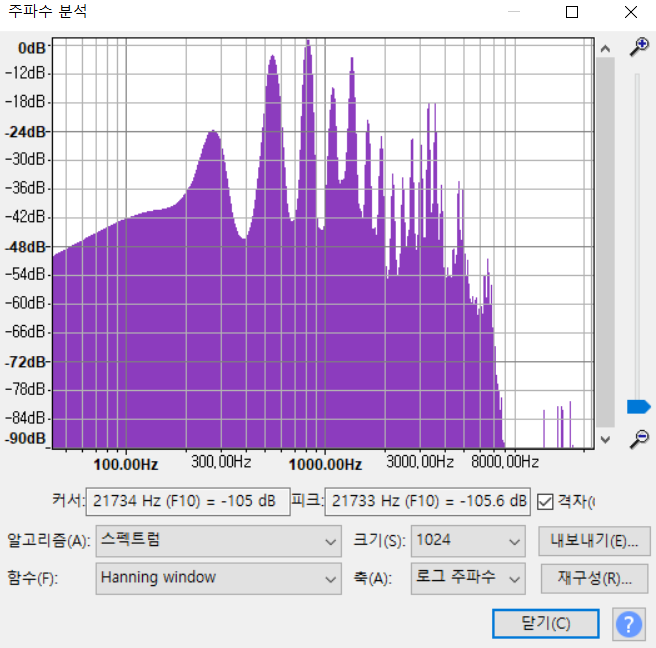 주파수 분석
0dB
-12dB
-18dB
-24dB
-30dB
-36dB
-42dB
-48dB
-54dB
-60dB
-66dB
-72dB
-78dB
-84dB
-90dB
100.00Hz 300.00Hz 1000.00Hz 3000.00Hz 8000.00Hz
커서: 21734 Hz (F10) = -105 dB 피크: 21733 Hz (F10) = -105.6 dB 격자(
알고리즘(A): 스펙트럼 크기(S): 1024 내보내기(E)...
함수(F): Hanning window 축(A): 로그 주파수 재구성(R)...
닫기(C) ?